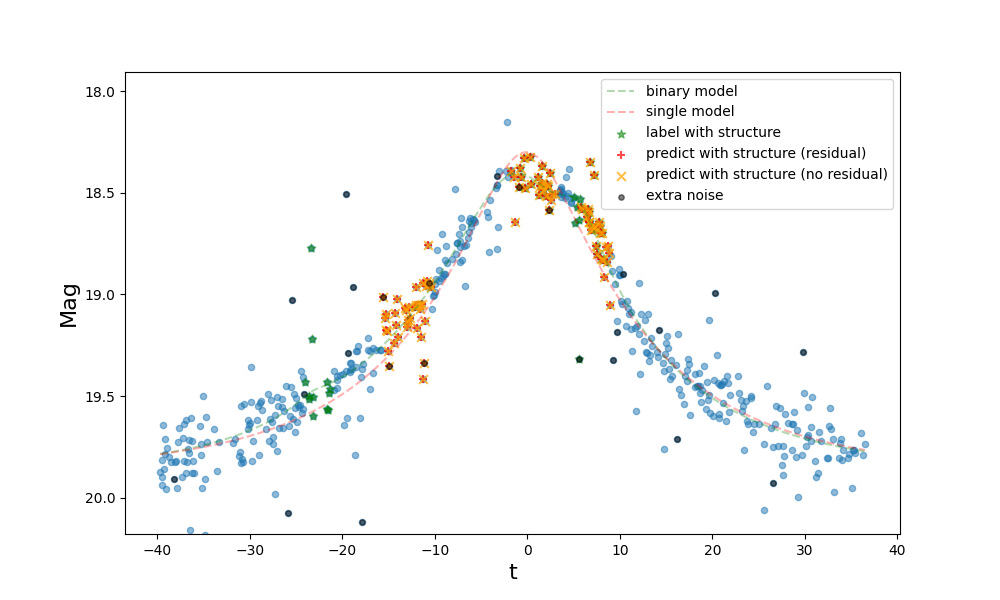 binary model
single model
label with structure
predict with structure (residual)
predict with structure (no residual)
extra noise
Mag
18.0
18.5
19.0
19.5
20.0
−40 −30 −20 −10 0 10 20 30 40
t